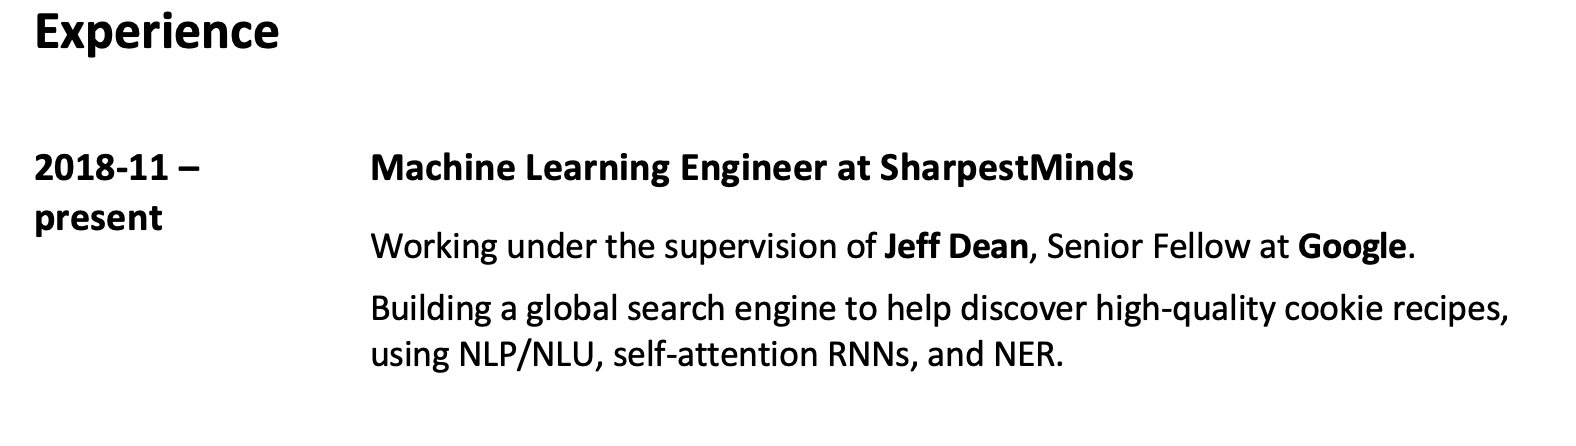 Experience
2018-11 –
present
Machine Learning Engineer at SharpestMinds
Working under the supervision of Jeff Dean, Senior Fellow at Google.
Building a global search engine to help discover high-quality cookie recipes,
using NLP/NLU, self-attention RNNs, and NER.